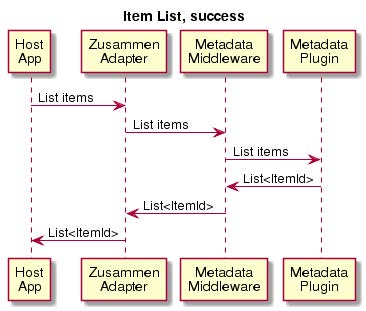 Item List, success
Host
App
Zusammen
Adapter
Metadata
Middleware
Metadata
Plugin
List items
List items
List items
List<ItemId>
List<ItemId>
List<ItemId>
Host
App
Zusammen
Adapter
Metadata
Middleware
Metadata
Plugin